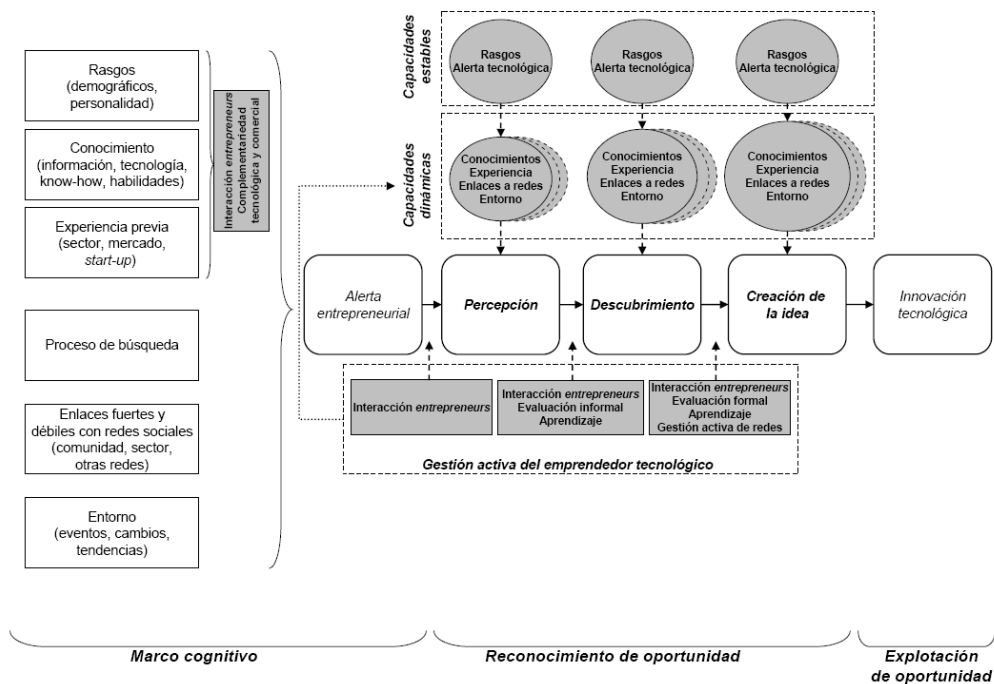 Rasgos
(demográficos,
personalidad)
Conocimiento
(información, tecnología,
know-how, habilidades)
Experiencia previa
(sector, mercado,
start-up)
Proceso de búsqueda
Enlaces fuertes y
débiles con redes sociales
(comunidad, sector,
otras redes)
Entorno
(eventos, cambios,
tendencias)
Interacción entrepreneurs
Complementariedad
tecnológica y comercial
Capacidades
estables
Rasgos
Alerta tecnológica
Rasgos
Alerta tecnológica
Rasgos
Alerta tecnológica
Capacidades
dinámicas
Conocimientos
Experiencia
Enlaces a redes
Entorno
Conocimientos
Experiencia
Enlaces a redes
Entorno
Conocimientos
Experiencia
Enlaces a redes
Entorno
Alerta
entrepreneurial
Percepción
Descubrimiento
Creación de
la idea
Innovación
tecnológica
Interacción entrepreneurs
Interacción entrepreneurs
Evaluación informal
Aprendizaje
Interacción entrepreneurs
Evaluación formal
Aprendizaje
Gestión activa de redes
Gestión activa del emprendedor tecnológico
Marco cognitivo
Reconocimiento de oportunidad
Explotación
de oportunidad